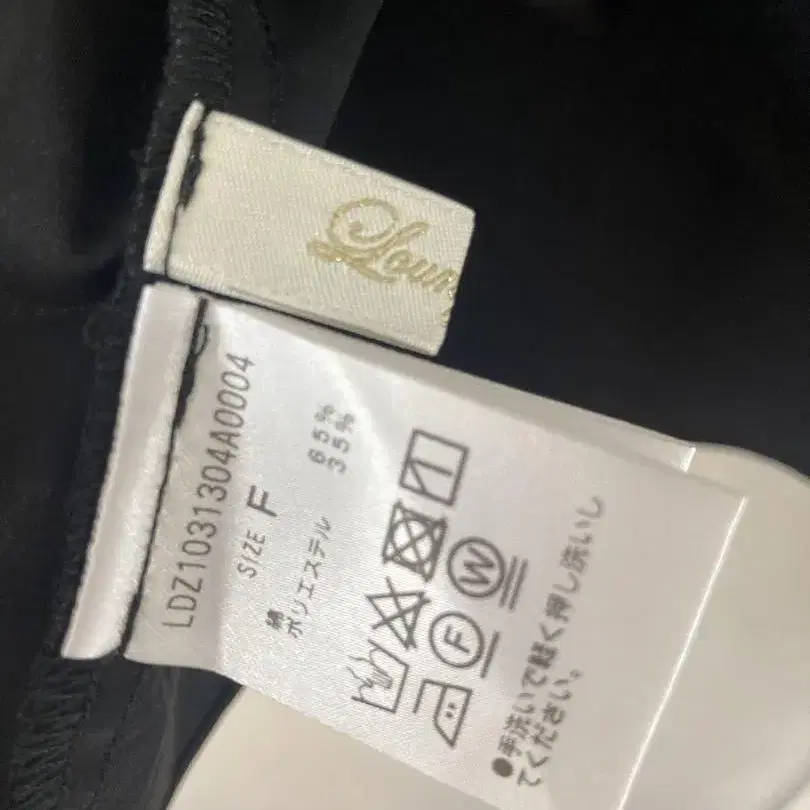 Loun
LDZ1031304A0004
SIZE F
綿 65%
ポリエステル 35%
W
F
●手洗いで軽く押し洗いし
てください。